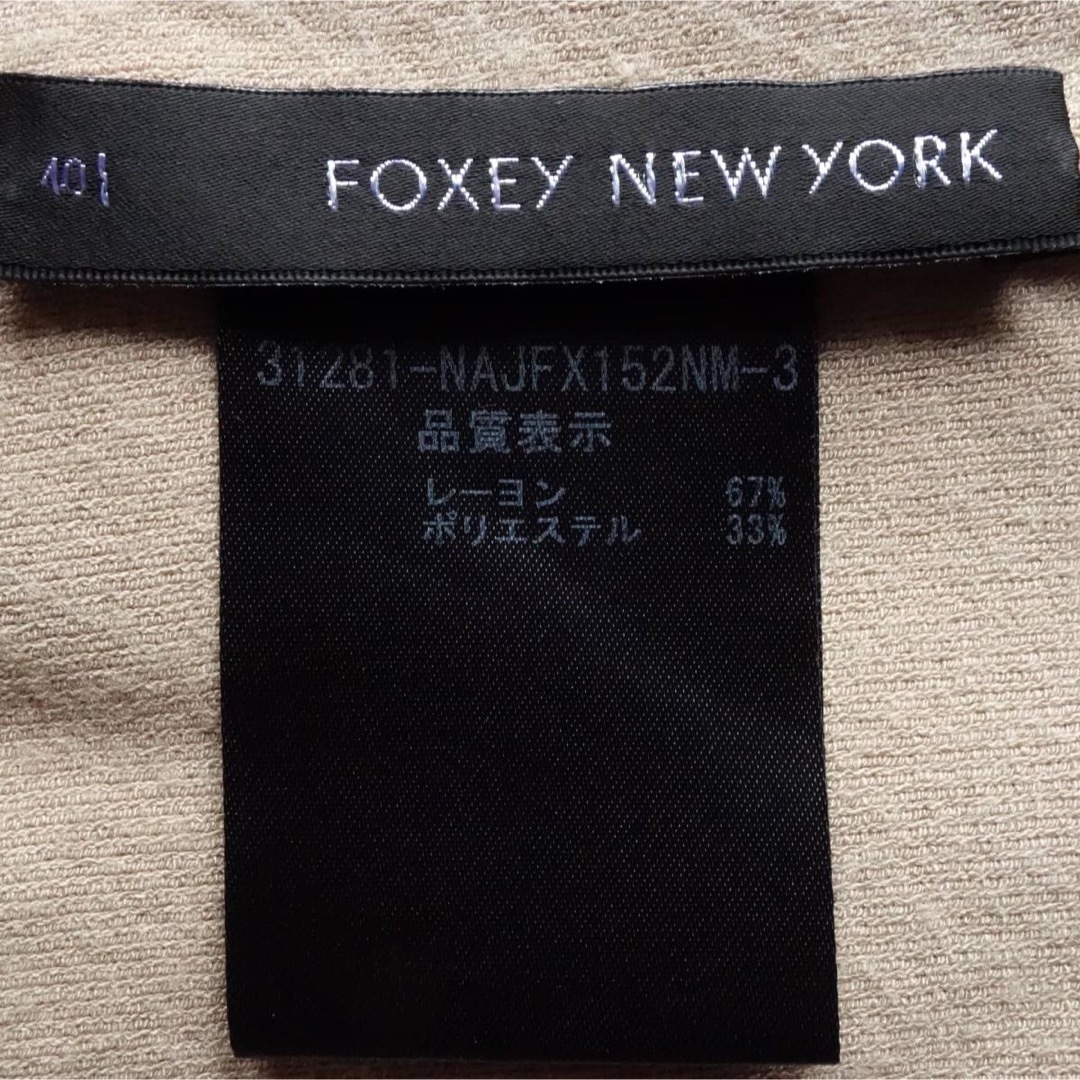 40
FOXEY NEW YORK
31281-NAJFX152NM-3
品質表示
レーヨン 67%
ポリエステル 33%